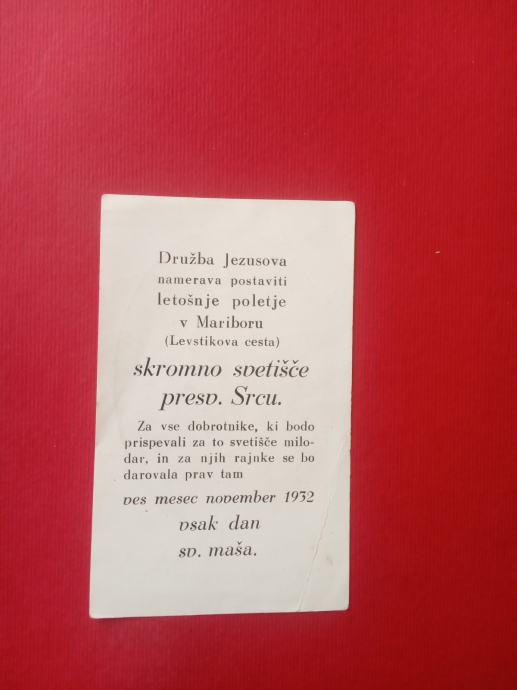 Družba Jezusova
namerava postaviti
letošnje poletje
v Mariboru
(Levstikova cesta)
skromno svetišče
presv. Srcu.
Za vse dobrotnike, ki bodo
prispevali za to svetišče milo-
dar, in za njih rajnke se bo
darovala prav tam
ves mesec november 1932
vsak dan
sv. maša.